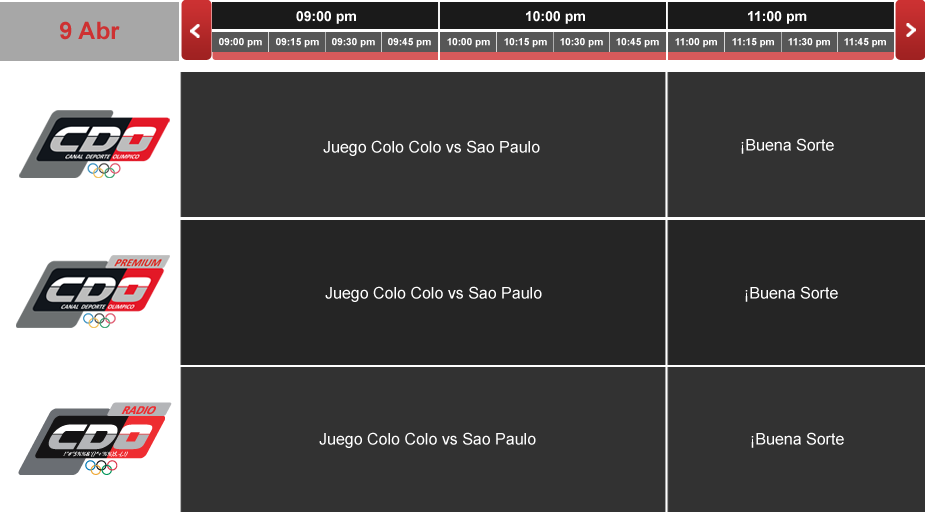 9 Abr
09:00 pm 10:00 pm 11:00 pm
09:00 pm 09:15 pm 09:30 pm 09:45 pm 10:00 pm 10:15 pm 10:30 pm 10:45 pm 11:00 pm 11:15 pm 11:30 pm 11:45 pm
CDO
CANAL DEPORTE OLIMPICO
Juego Colo Colo vs Sao Paulo
¡Buena Sorte
PREMIUM
CDO
CANAL DEPORTE OLIMPICO
Juego Colo Colo vs Sao Paulo
¡Buena Sorte
RADIO
CDO
Juego Colo Colo vs Sao Paulo
¡Buena Sorte